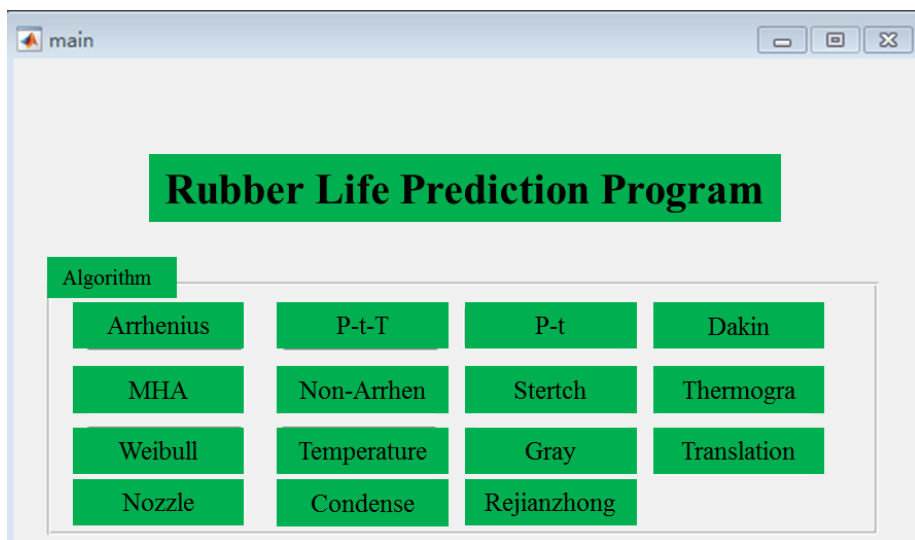 main
Rubber Life Prediction Program
Algorithm
Arrhenius P-t-T P-t Dakin
MHA Non-Arrhen Stertch Thermogra
Weibull Temperature Gray Translation
Nozzle Condense Rejianzhong